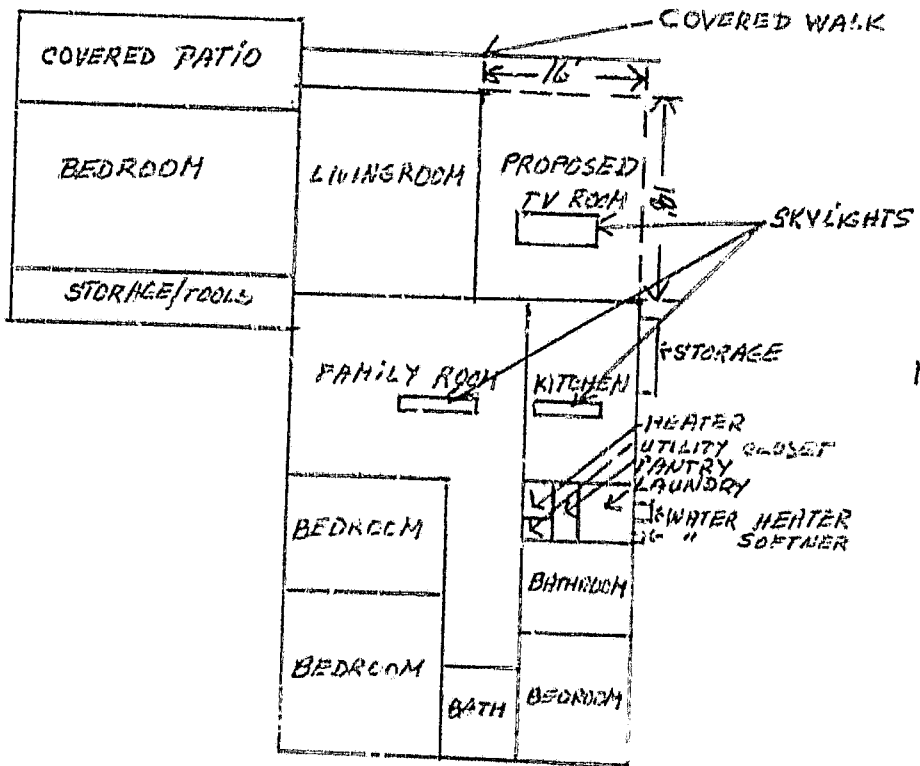 COVERED WALK
COVERED PATIO
16'
BEDROOM
LIVINGROOM
PROPOSED
TV ROOM
18'
SKYLIGHTS
STORAGE/TOOLS
STORAGE
FAMILY ROOM
KITCHEN
HEATER
UTILITY CLOSET
PANTRY
LAUNDRY
BEDROOM
WATER HEATER
" SOFTNER
BATHROOM
BEDROOM
BATH
BEDROOM